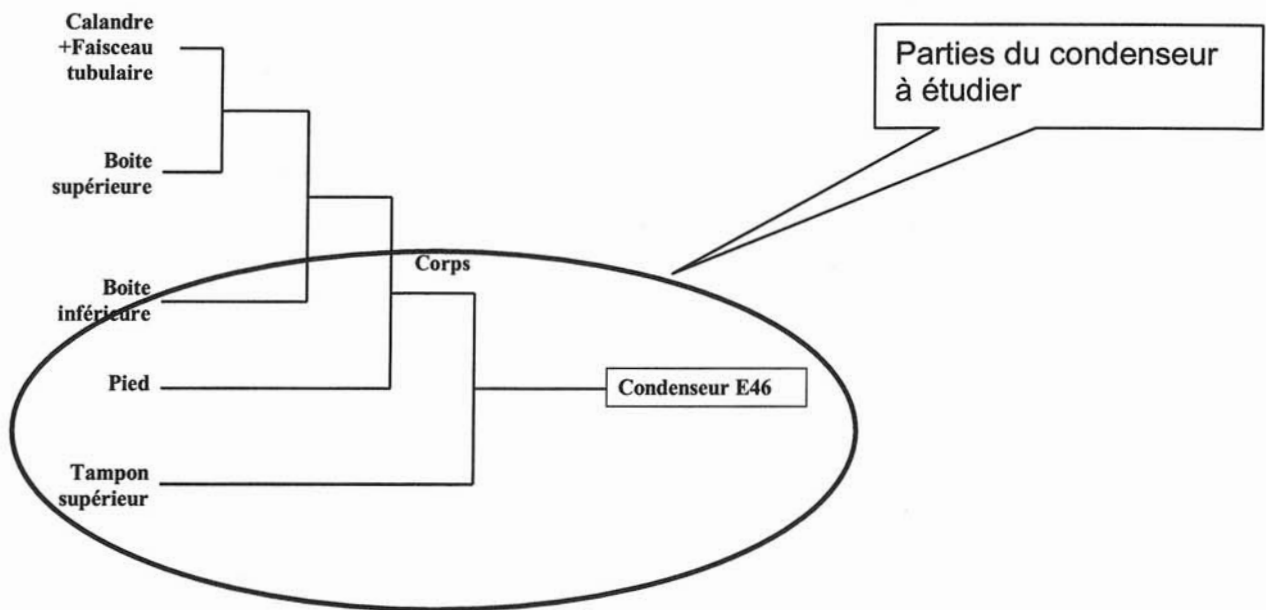 Calandre
+Faisceau
tubulaire
Parties du condenseur
à étudier
Boite
supérieure
Corps
Boite
inférieure
Pied
Condenseur E46
Tampon
supérieur